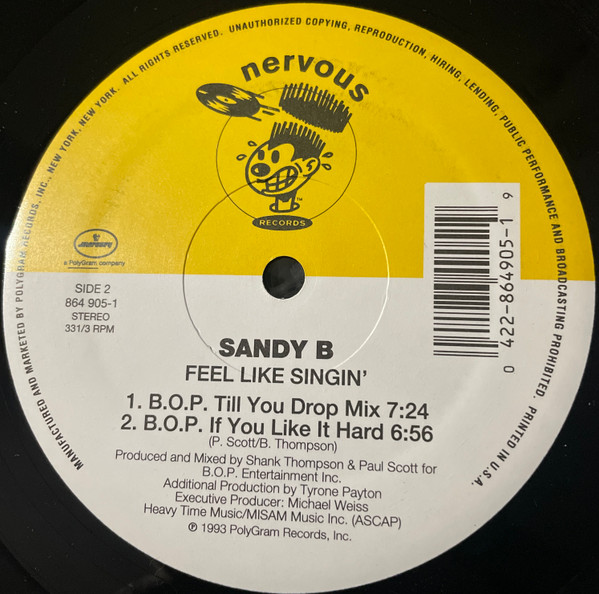 MANUFACTURED AND MARKETED BY POLYGRAM RECORDS, INC., NEW YORK, NEW YORK. ALL RIGHTS RESERVED. UNAUTHORIZED COPYING, REPRODUCTION, HIRING, LENDING, PUBLIC PERFORMANCE AND BROADCASTING PROHIBITED. PRINTED IN U.S.A.
nervous
TM
RECORDS
mercury
a PolyGram company
SIDE 2
864 905-1
STEREO
331/3 RPM
0 422-864905-1 9
SANDY B
FEEL LIKE SINGIN'
1. B.O.P. Till You Drop Mix 7:24
2. B.O.P. If You Like It Hard 6:56
(P. Scott/B. Thompson)
Produced and Mixed by Shank Thompson & Paul Scott for
B.O.P. Entertainment Inc.
Additional Production by Tyrone Payton
Executive Producer: Michael Weiss
Heavy Time Music/MISAM Music Inc. (ASCAP)
℗ 1993 PolyGram Records, Inc.